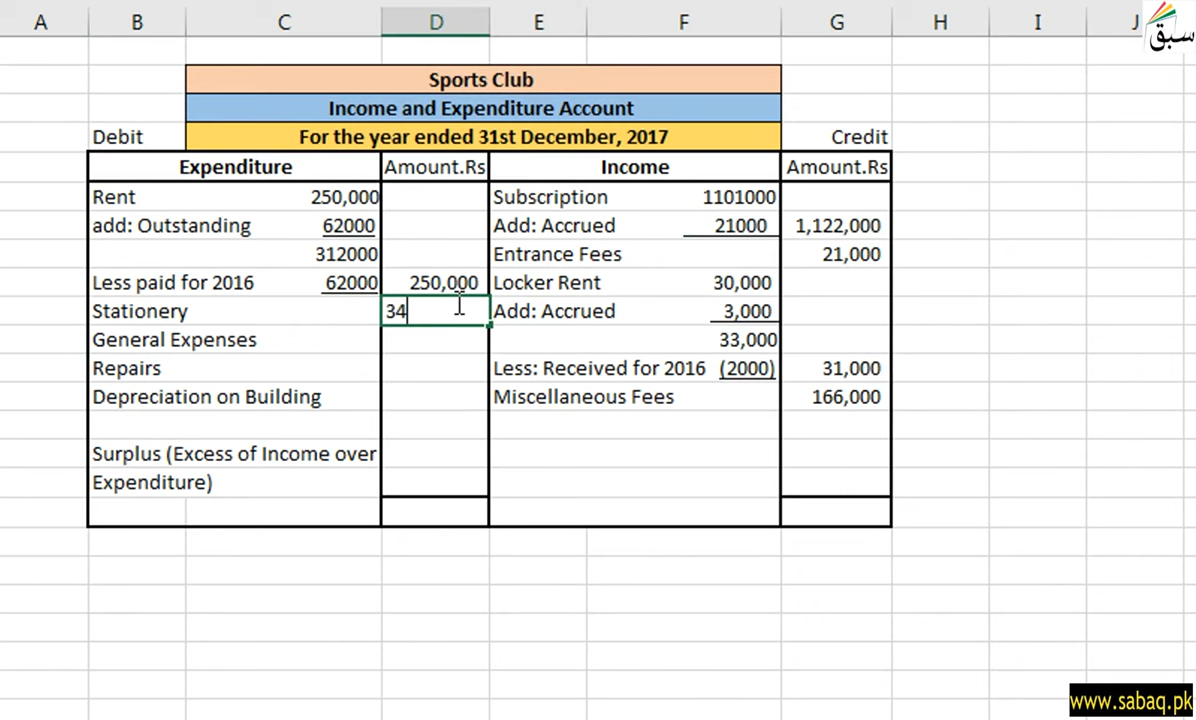 A B C D E F G H I J
سبق
Sports Club
Income and Expenditure Account
Debit For the year ended 31st December, 2017 Credit
Expenditure Amount.Rs Income Amount.Rs
Rent 250,000 Subscription 1101000
add: Outstanding 62000 Add: Accrued 21000 1,122,000
312000 Entrance Fees 21,000
Less paid for 2016 62000 250,000 Locker Rent 30,000
Stationery 34 Add: Accrued 3,000
General Expenses 33,000
Repairs Less: Received for 2016 (2000) 31,000
Depreciation on Building Miscellaneous Fees 166,000
Surplus (Excess of Income over
Expenditure)
www.sabaq.pk